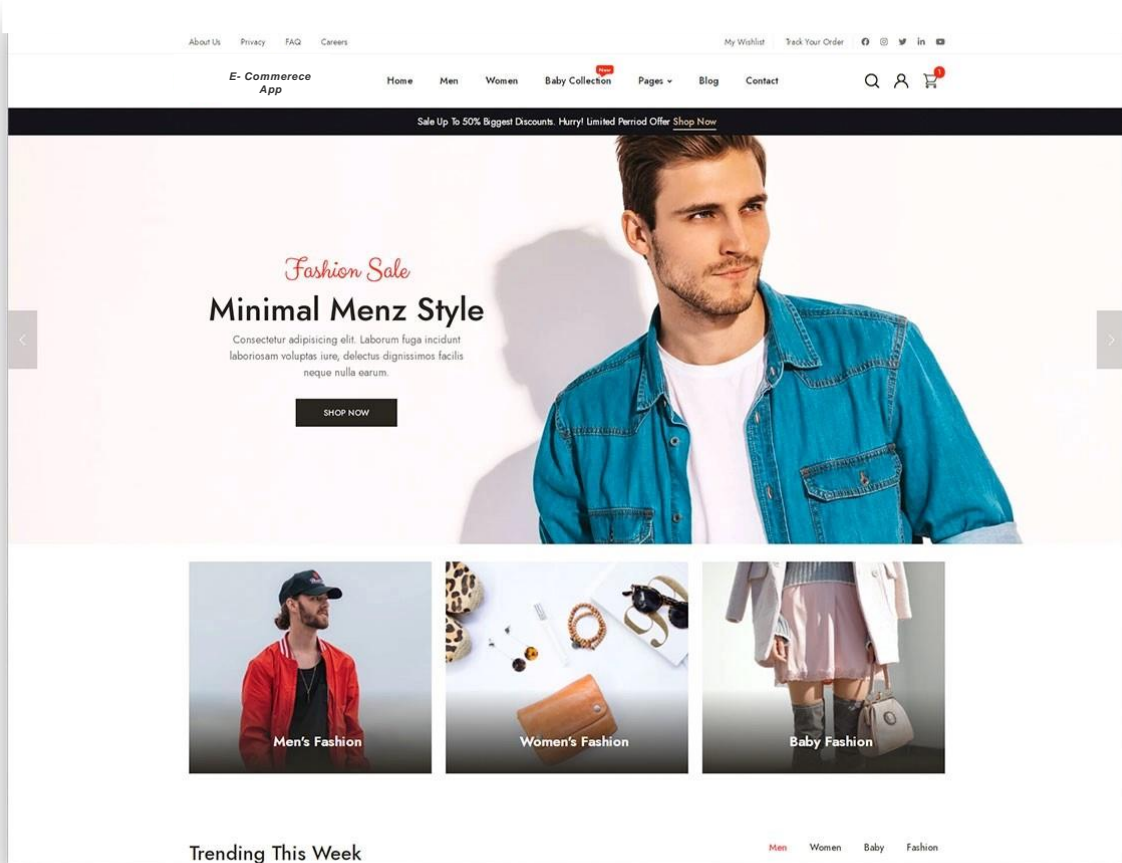 About Us Privacy FAQ Careers
My Wishlist Track Your Order
E- Commerece
App
Home Men Women Baby Collection New Pages Blog Contact
1
Sale Up To 50% Biggest Discounts. Hurry! Limited Perriod Offer Shop Now
Fashion Sale
Minimal Menz Style
Consectetur adipisicing elit. Laborum fuga incidunt
laboriosam voluptas iure, delectus dignissimos facilis
neque nulla earum.
SHOP NOW
Men's Fashion
Women's Fashion
Baby Fashion
Trending This Week
Men Women Baby Fashion